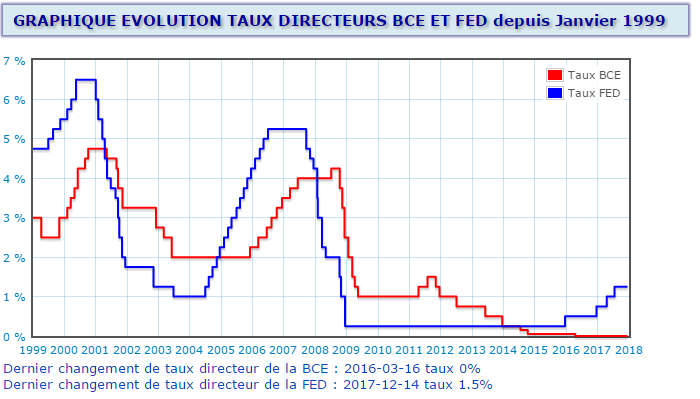 GRAPHIQUE EVOLUTION TAUX DIRECTEURS BCE ET FED depuis Janvier 1999
7 %
Taux BCE
Taux FED
6 %
5 %
4 %
3 %
2 %
1 %
0 %
1999 2000 2001 2002 2003 2004 2005 2006 2007 2008 2009 2010 2011 2012 2013 2014 2015 2016 2017 2018
Dernier changement de taux directeur de la BCE : 2016-03-16 taux 0%
Dernier changement de taux directeur de la FED : 2017-12-14 taux 1.5%